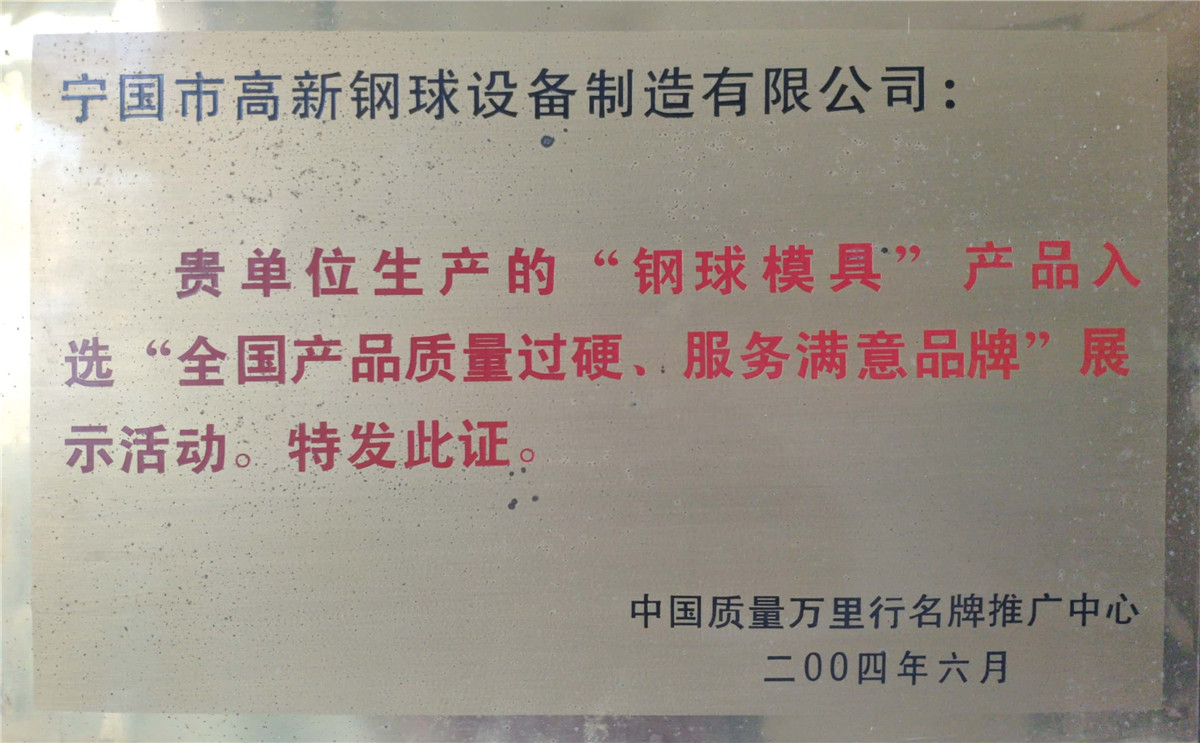 宁国市高新钢球设备制造有限公司：
贵单位生产的“钢球模具”产品入
选“全国产品质量过硬、服务满意品牌”展
示活动。特发此证。
中国质量万里行名牌推广中心
二00四年六月